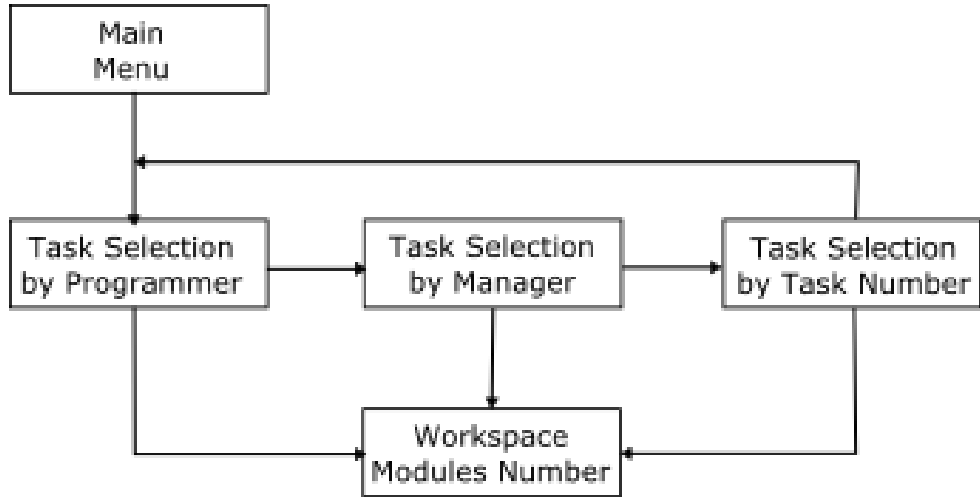 Main
Menu
Task Selection
by Programmer
Task Selection
by Manager
Task Selection
by Task Number
Workspace
Modules Number